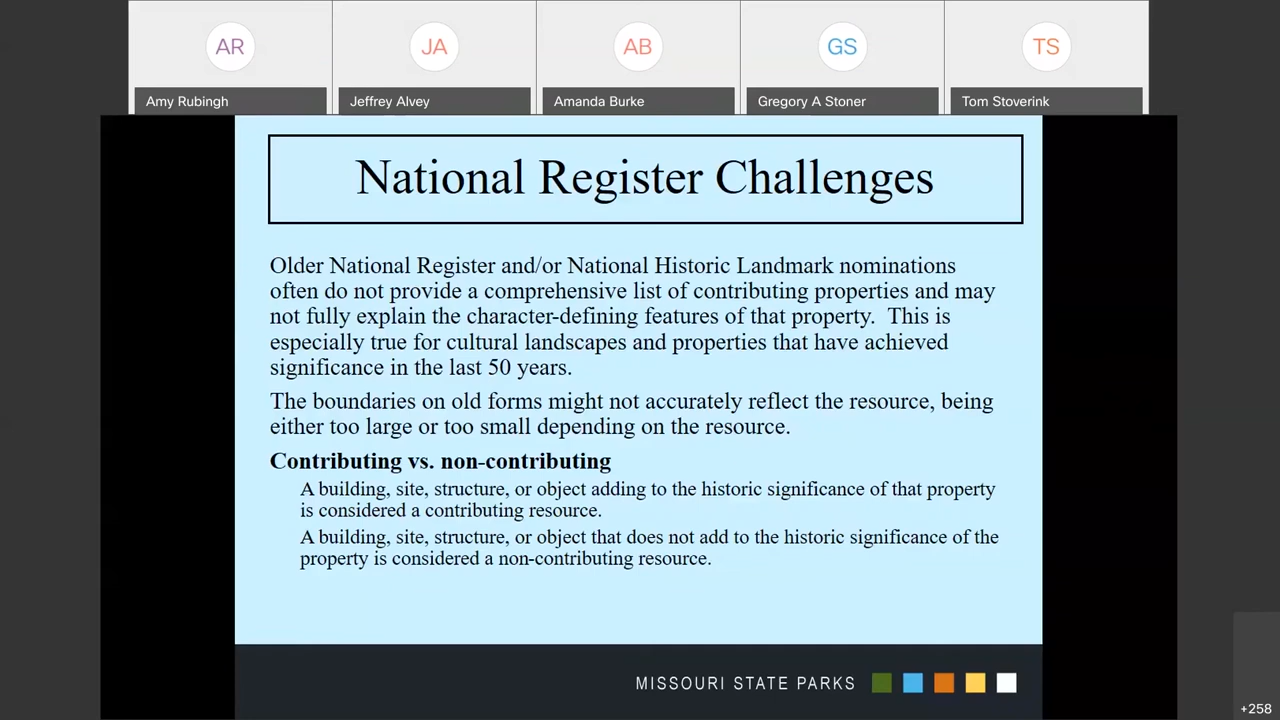 AR
JA
AB
GS
TS
Amy Rubingh
Jeffrey Alvey
Amanda Burke
Gregory A Stoner
Tom Stoverink
National Register Challenges
Older National Register and/or National Historic Landmark nominations
often do not provide a comprehensive list of contributing properties and may
not fully explain the character-defining features of that property.  This is
especially true for cultural landscapes and properties that have achieved
significance in the last 50 years.
The boundaries on old forms might not accurately reflect the resource, being
either too large or too small depending on the resource.
Contributing vs. non-contributing
A building, site, structure, or object adding to the historic significance of that property
is considered a contributing resource.
A building, site, structure, or object that does not add to the historic significance of the
property is considered a non-contributing resource.
MISSOURI STATE PARKS
+258